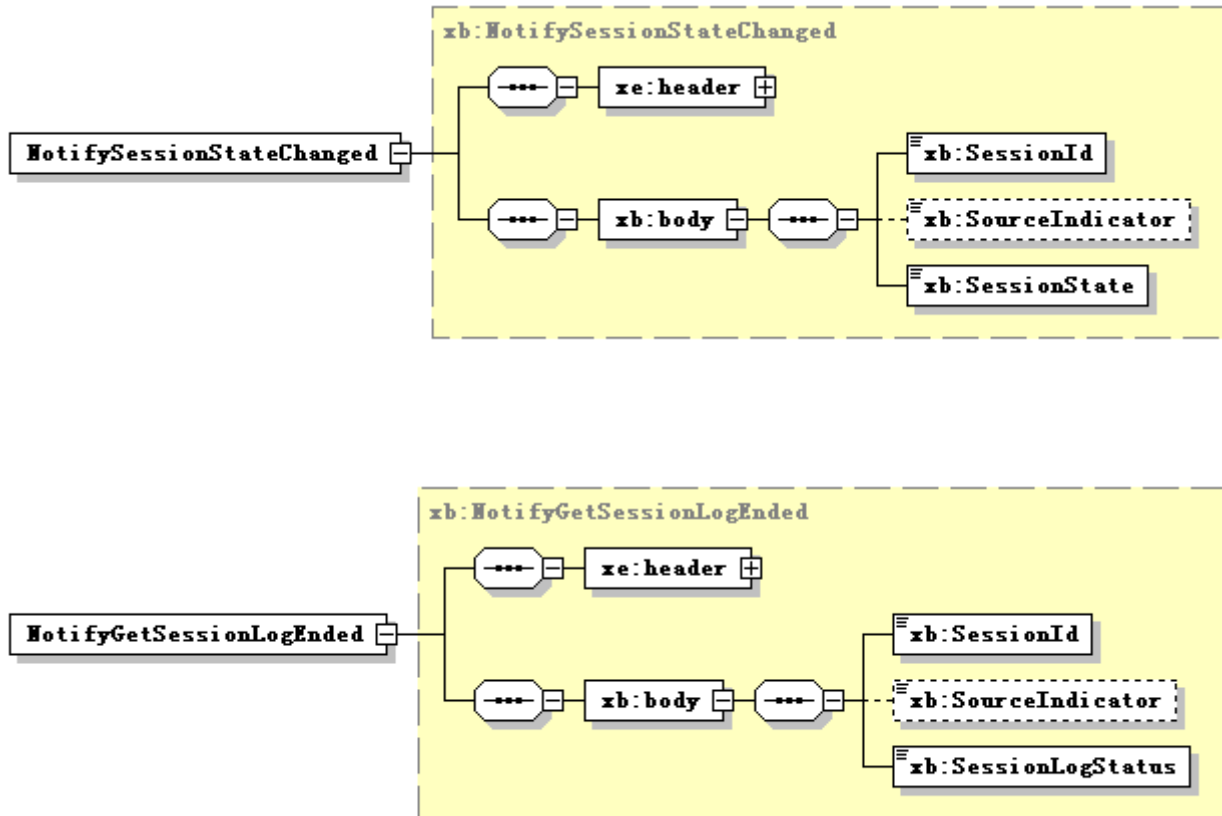 xb:NotifySessionStateChanged
xe:header
NotifySessionStateChanged
xb:SessionId
xb:body
xb:SourceIndicator
xb:SessionState
xb:NotifyGetSessionLogEnded
xe:header
NotifyGetSessionLogEnded
xb:SessionId
xb:body
xb:SourceIndicator
xb:SessionLogStatus